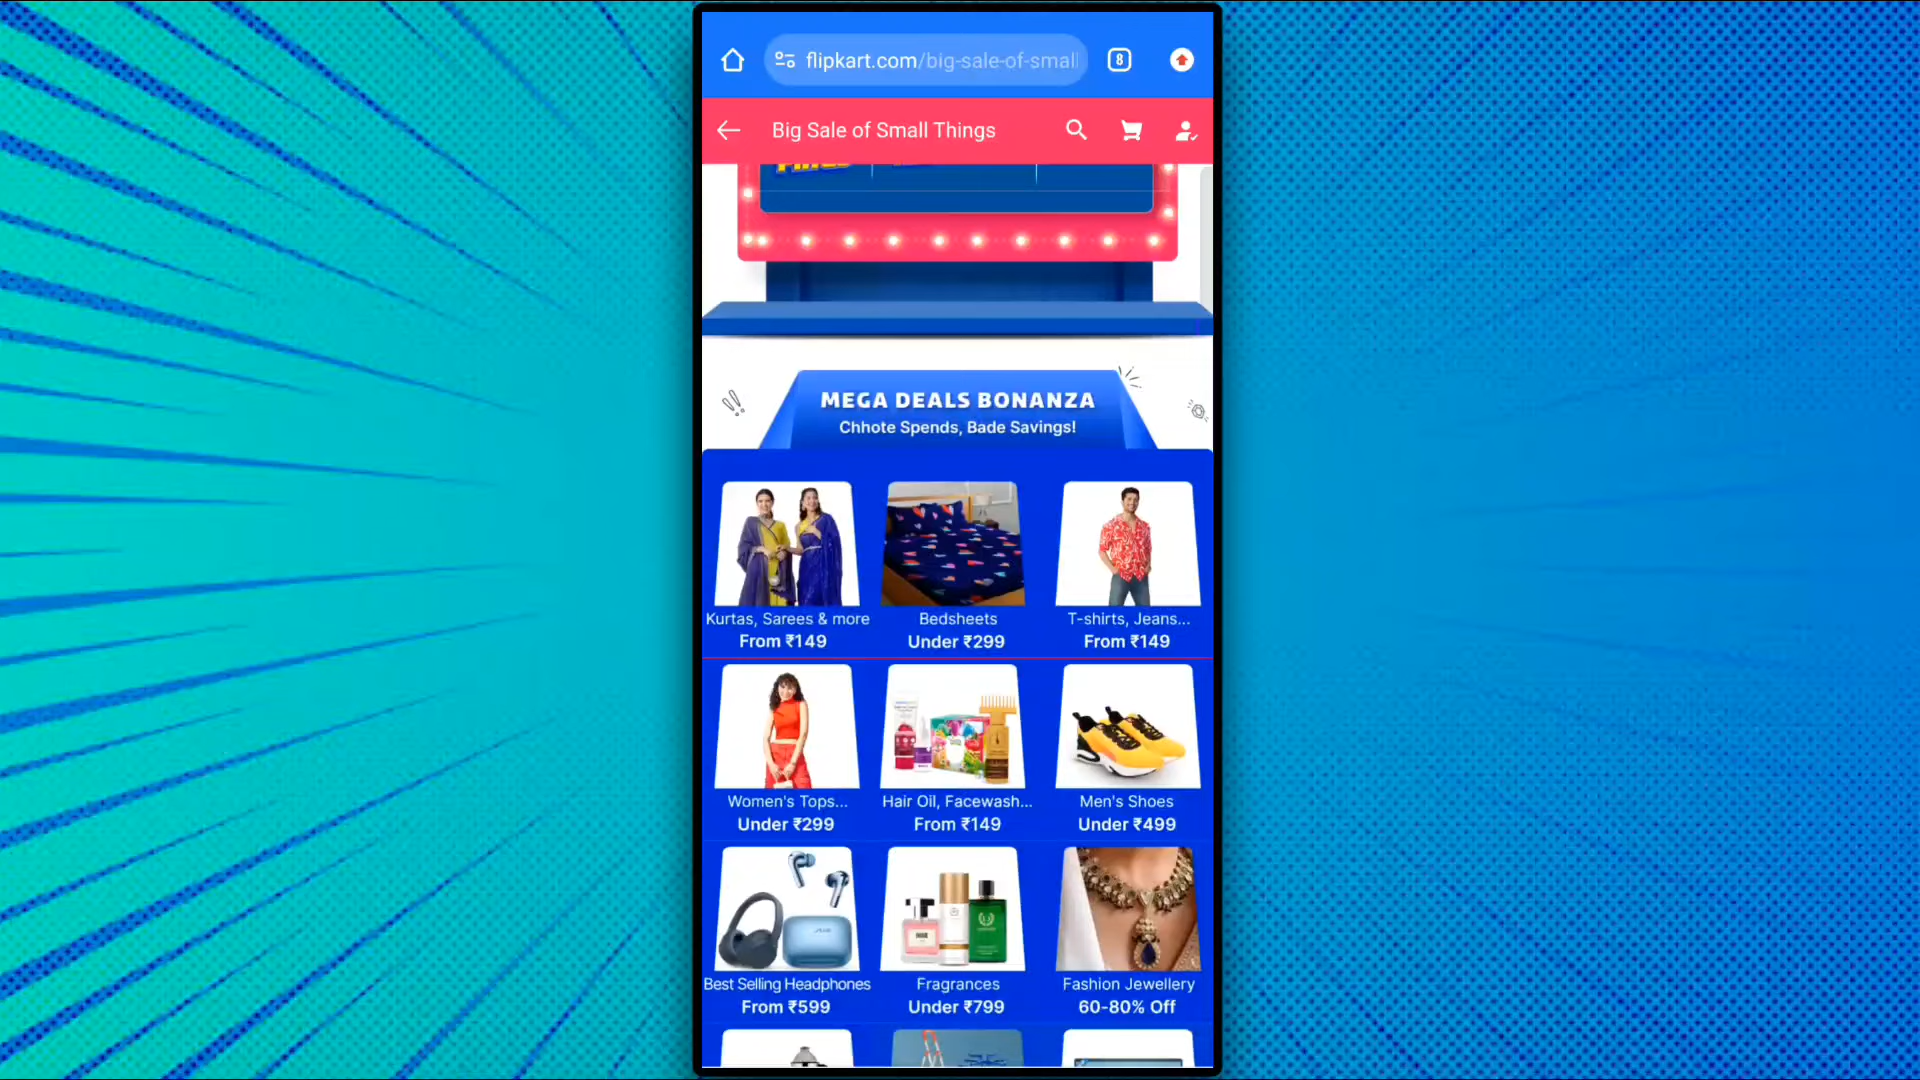 flipkart.com/big-sale-of-small
8
Big Sale of Small Things
MEGA DEALS BONANZA
Chhote Spends, Bade Savings!
Kurtas, Sarees & more
From ₹149
Bedsheets
Under ₹299
T-shirts, Jeans...
From ₹149
Women's Tops...
Under ₹299
Hair Oil, Facewash...
From ₹149
Men's Shoes
Under ₹499
Best Selling Headphones
From ₹599
Fragrances
Under ₹799
Fashion Jewellery
60-80% Off